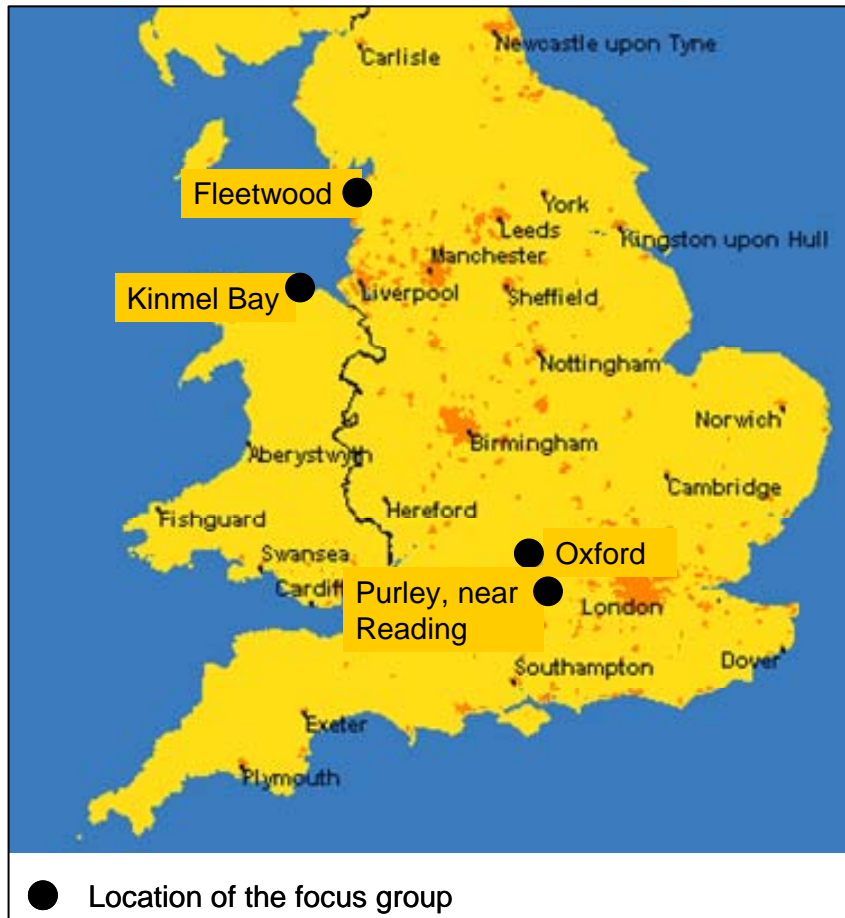 Carlisle
Newcastle upon Tyne
Fleetwood
York
Leeds
Kingston upon Hull
Manchester
Kinmel Bay
Liverpool
Sheffield
Nottingham
Norwich
Birmingham
Aberystwyth
Cambridge
Hereford
Fishguard
Swansea
Oxford
Cardiff
Purley, near
Reading
London
Southampton
Dover
Exeter
Plymouth
Location of the focus group